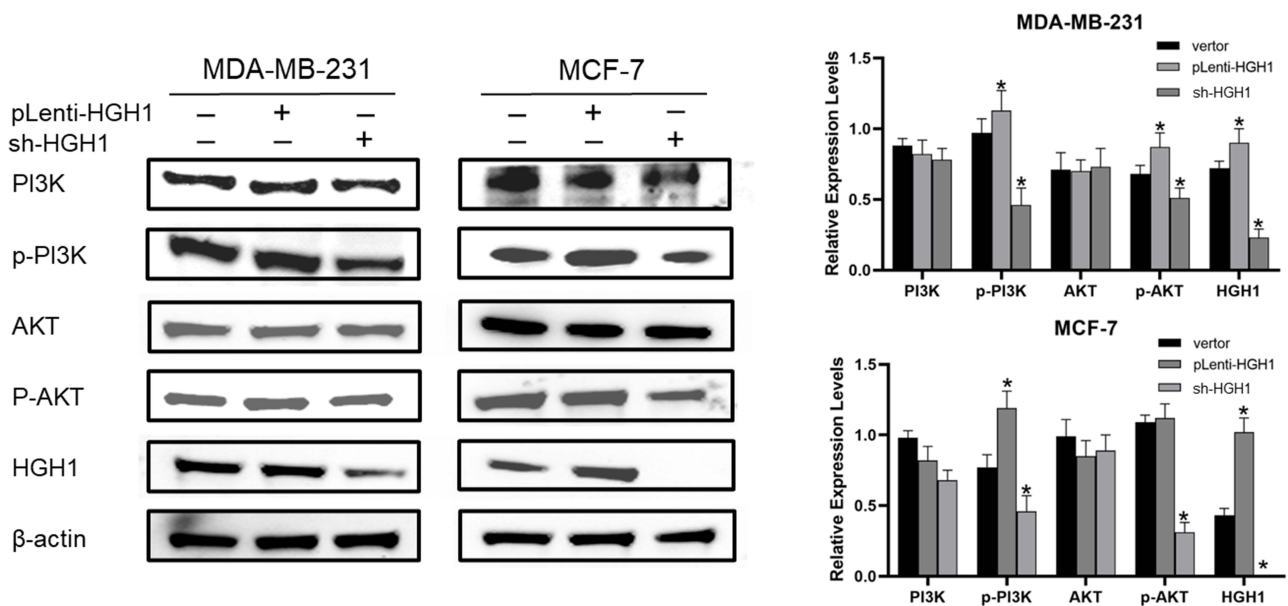 MDA-MB-231 MCF-7
pLenti-HGH1 – + – – + –
sh-HGH1 – – + – – +
PI3K
p-PI3K
AKT
P-AKT
HGH1
β-actin
MDA-MB-231
vertor
pLenti-HGH1
sh-HGH1
Relative Expression Levels
1.5
1.0
0.5
0.0
* * * * * *
PI3K p-PI3K AKT p-AKT HGH1
MCF-7
vertor
pLenti-HGH1
sh-HGH1
Relative Expression Levels
1.5
1.0
0.5
0.0
* * * * *
PI3K p-PI3K AKT p-AKT HGH1